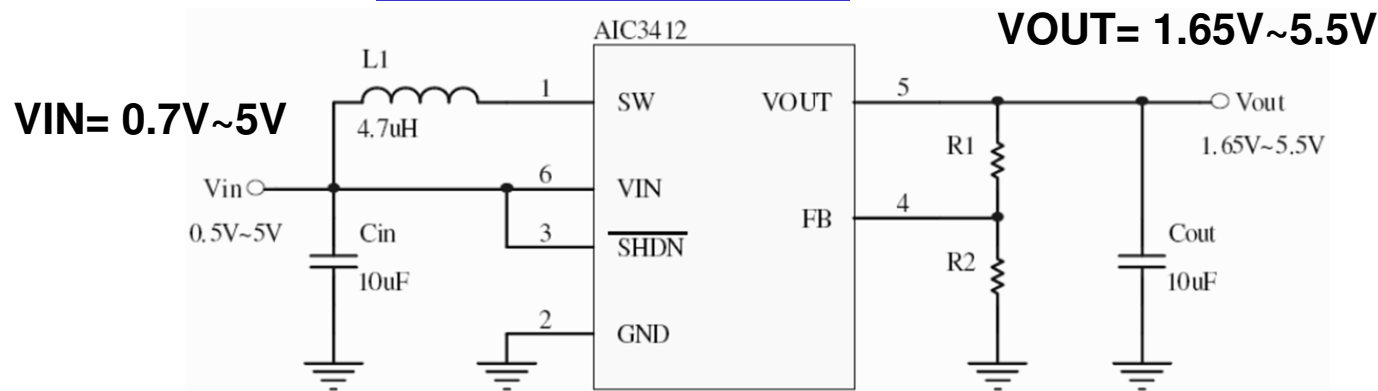 AIC3412
VOUT= 1.65V~5.5V
L1
1
SW
VOUT
5
Vout
VIN= 0.7V~5V
4.7uH
R1
1.65V~5.5V
Vin
6
VIN
4
FB
0.5V~5V
Cin
3
SHDN
Cout
10uF
R2
10uF
2
GND